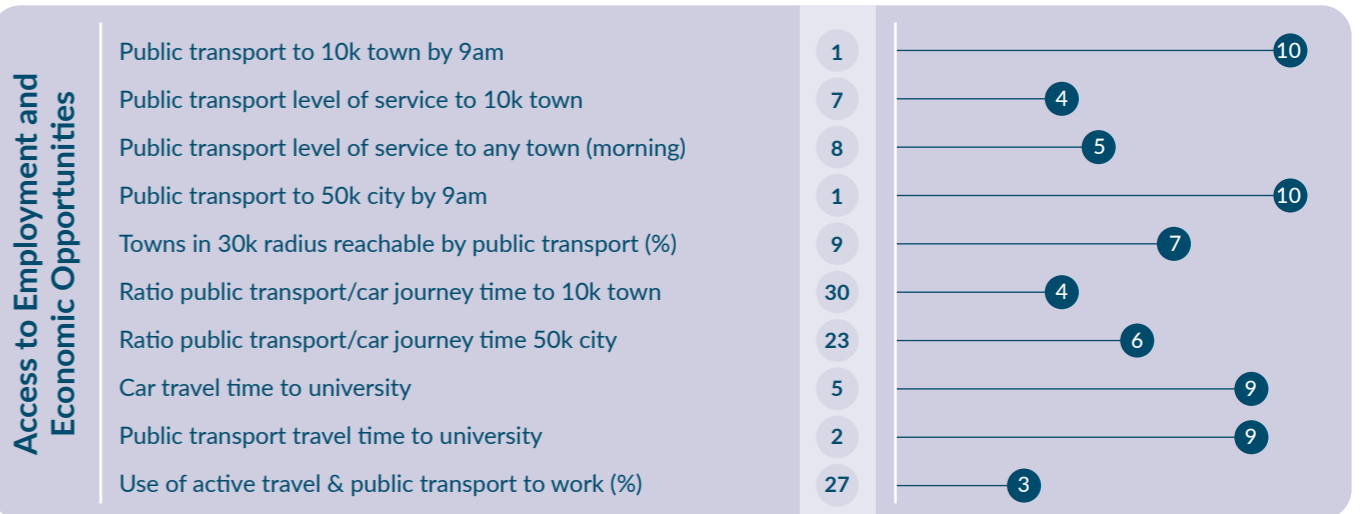 Access to Employment and
Economic Opportunities
Public transport to 10k town by 9am 1 10
Public transport level of service to 10k town 7 4
Public transport level of service to any town (morning) 8 5
Public transport to 50k city by 9am 1 10
Towns in 30k radius reachable by public transport (%) 9 7
Ratio public transport/car journey time to 10k town 30 4
Ratio public transport/car journey time 50k city 23 6
Car travel time to university 5 9
Public transport travel time to university 2 9
Use of active travel & public transport to work (%) 27 3